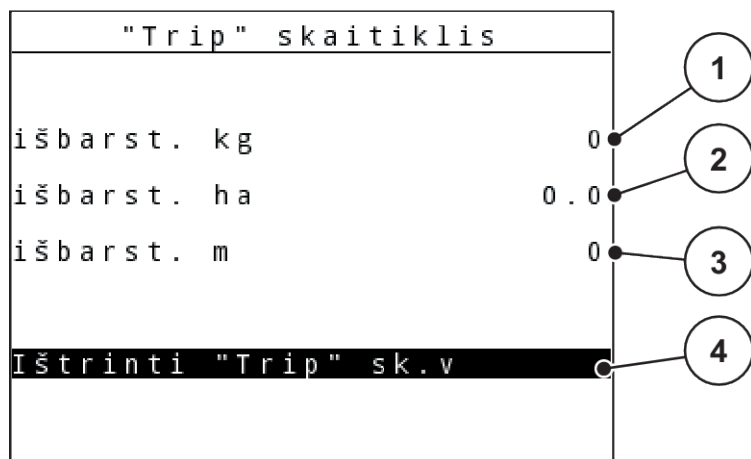 "Trip" skaitiklis
1
išbarst. kg 0
2
išbarst. ha 0.0
išbarst. m 0
3
Ištrinti "Trip" sk.v
4